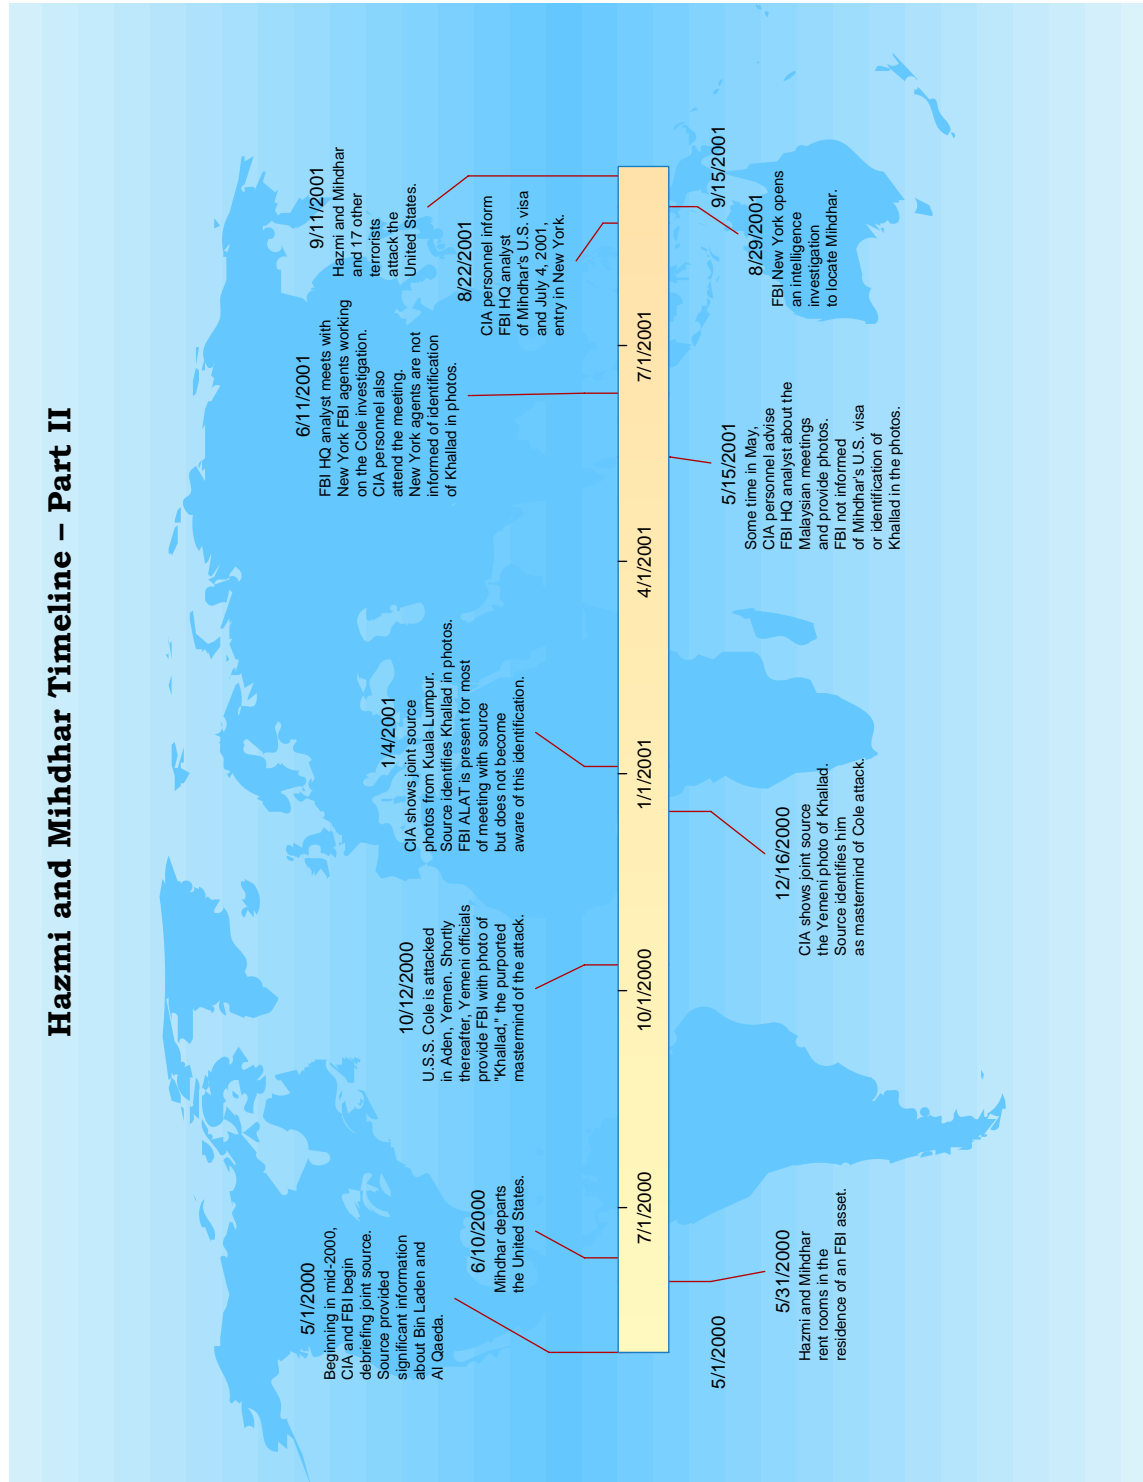 Hazmi and Mihdhar Timeline – Part II
5/1/2000
Beginning in mid-2000,
CIA and FBI begin
debriefing joint source.
Source provided
significant information
about Bin Laden and
Al Qaeda.
6/10/2000
Mihdhar departs
the United States.
10/12/2000
U.S.S. Cole is attacked
in Aden, Yemen. Shortly
thereafter, Yemeni officials
provide FBI with photo of
"Khallad," the purported
mastermind of the attack.
1/4/2001
CIA shows joint source
photos from Kuala Lumpur.
Source identifies Khallad in photos.
FBI ALAT is present for most
of meeting with source
but does not become
aware of this identification.
6/11/2001
FBI HQ analyst meets with
New York FBI agents working
on the Cole investigation.
CIA personnel also
attend the meeting.
New York agents are not
informed of identification
of Khallad in photos.
9/11/2001
Hazmi and Mihdhar
and 17 other
terrorists
attack the
United States.
8/22/2001
CIA personnel inform
FBI HQ analyst
of Mihdhar's U.S. visa
and July 4, 2001,
entry in New York.
7/1/2000
10/1/2000
1/1/2001
4/1/2001
7/1/2001
5/1/2000
9/15/2001
5/31/2000
Hazmi and Mihdhar
rent rooms in the
residence of an FBI asset.
12/16/2000
CIA shows joint source
the Yemeni photo of Khallad.
Source identifies him
as mastermind of Cole attack.
5/15/2001
Some time in May,
CIA personnel advise
FBI HQ analyst about the
Malaysian meetings
and provide photos.
FBI not informed
of Mihdhar's U.S. visa
or identification of
Khallad in the photos.
8/29/2001
FBI New York opens
an intelligence
investigation
to locate Mihdhar.